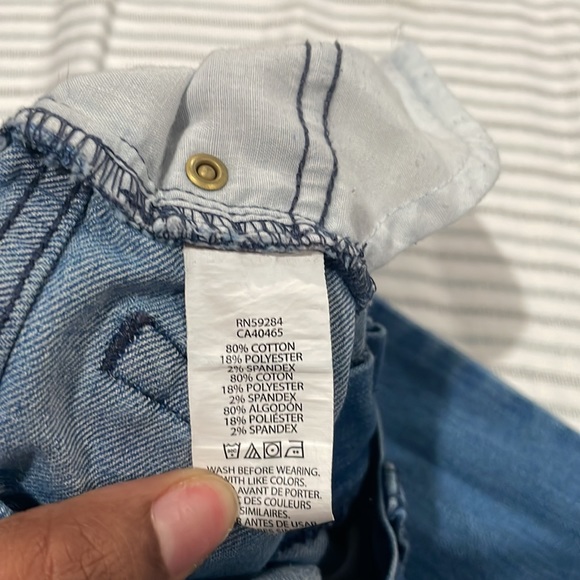 RN59284
CA40465
80% COTTON
18% POLYESTER
2% SPANDEX
80% COTON
18% POLYESTER
2% SPANDEX
80% ALGODÓN
18% POLIÉSTER
2% SPANDEX
WASH BEFORE WEARING.
WITH LIKE COLORS.
AVANT DE PORTER.
DES COULEURS
SIMILAIRES.
ANTES DE USAR